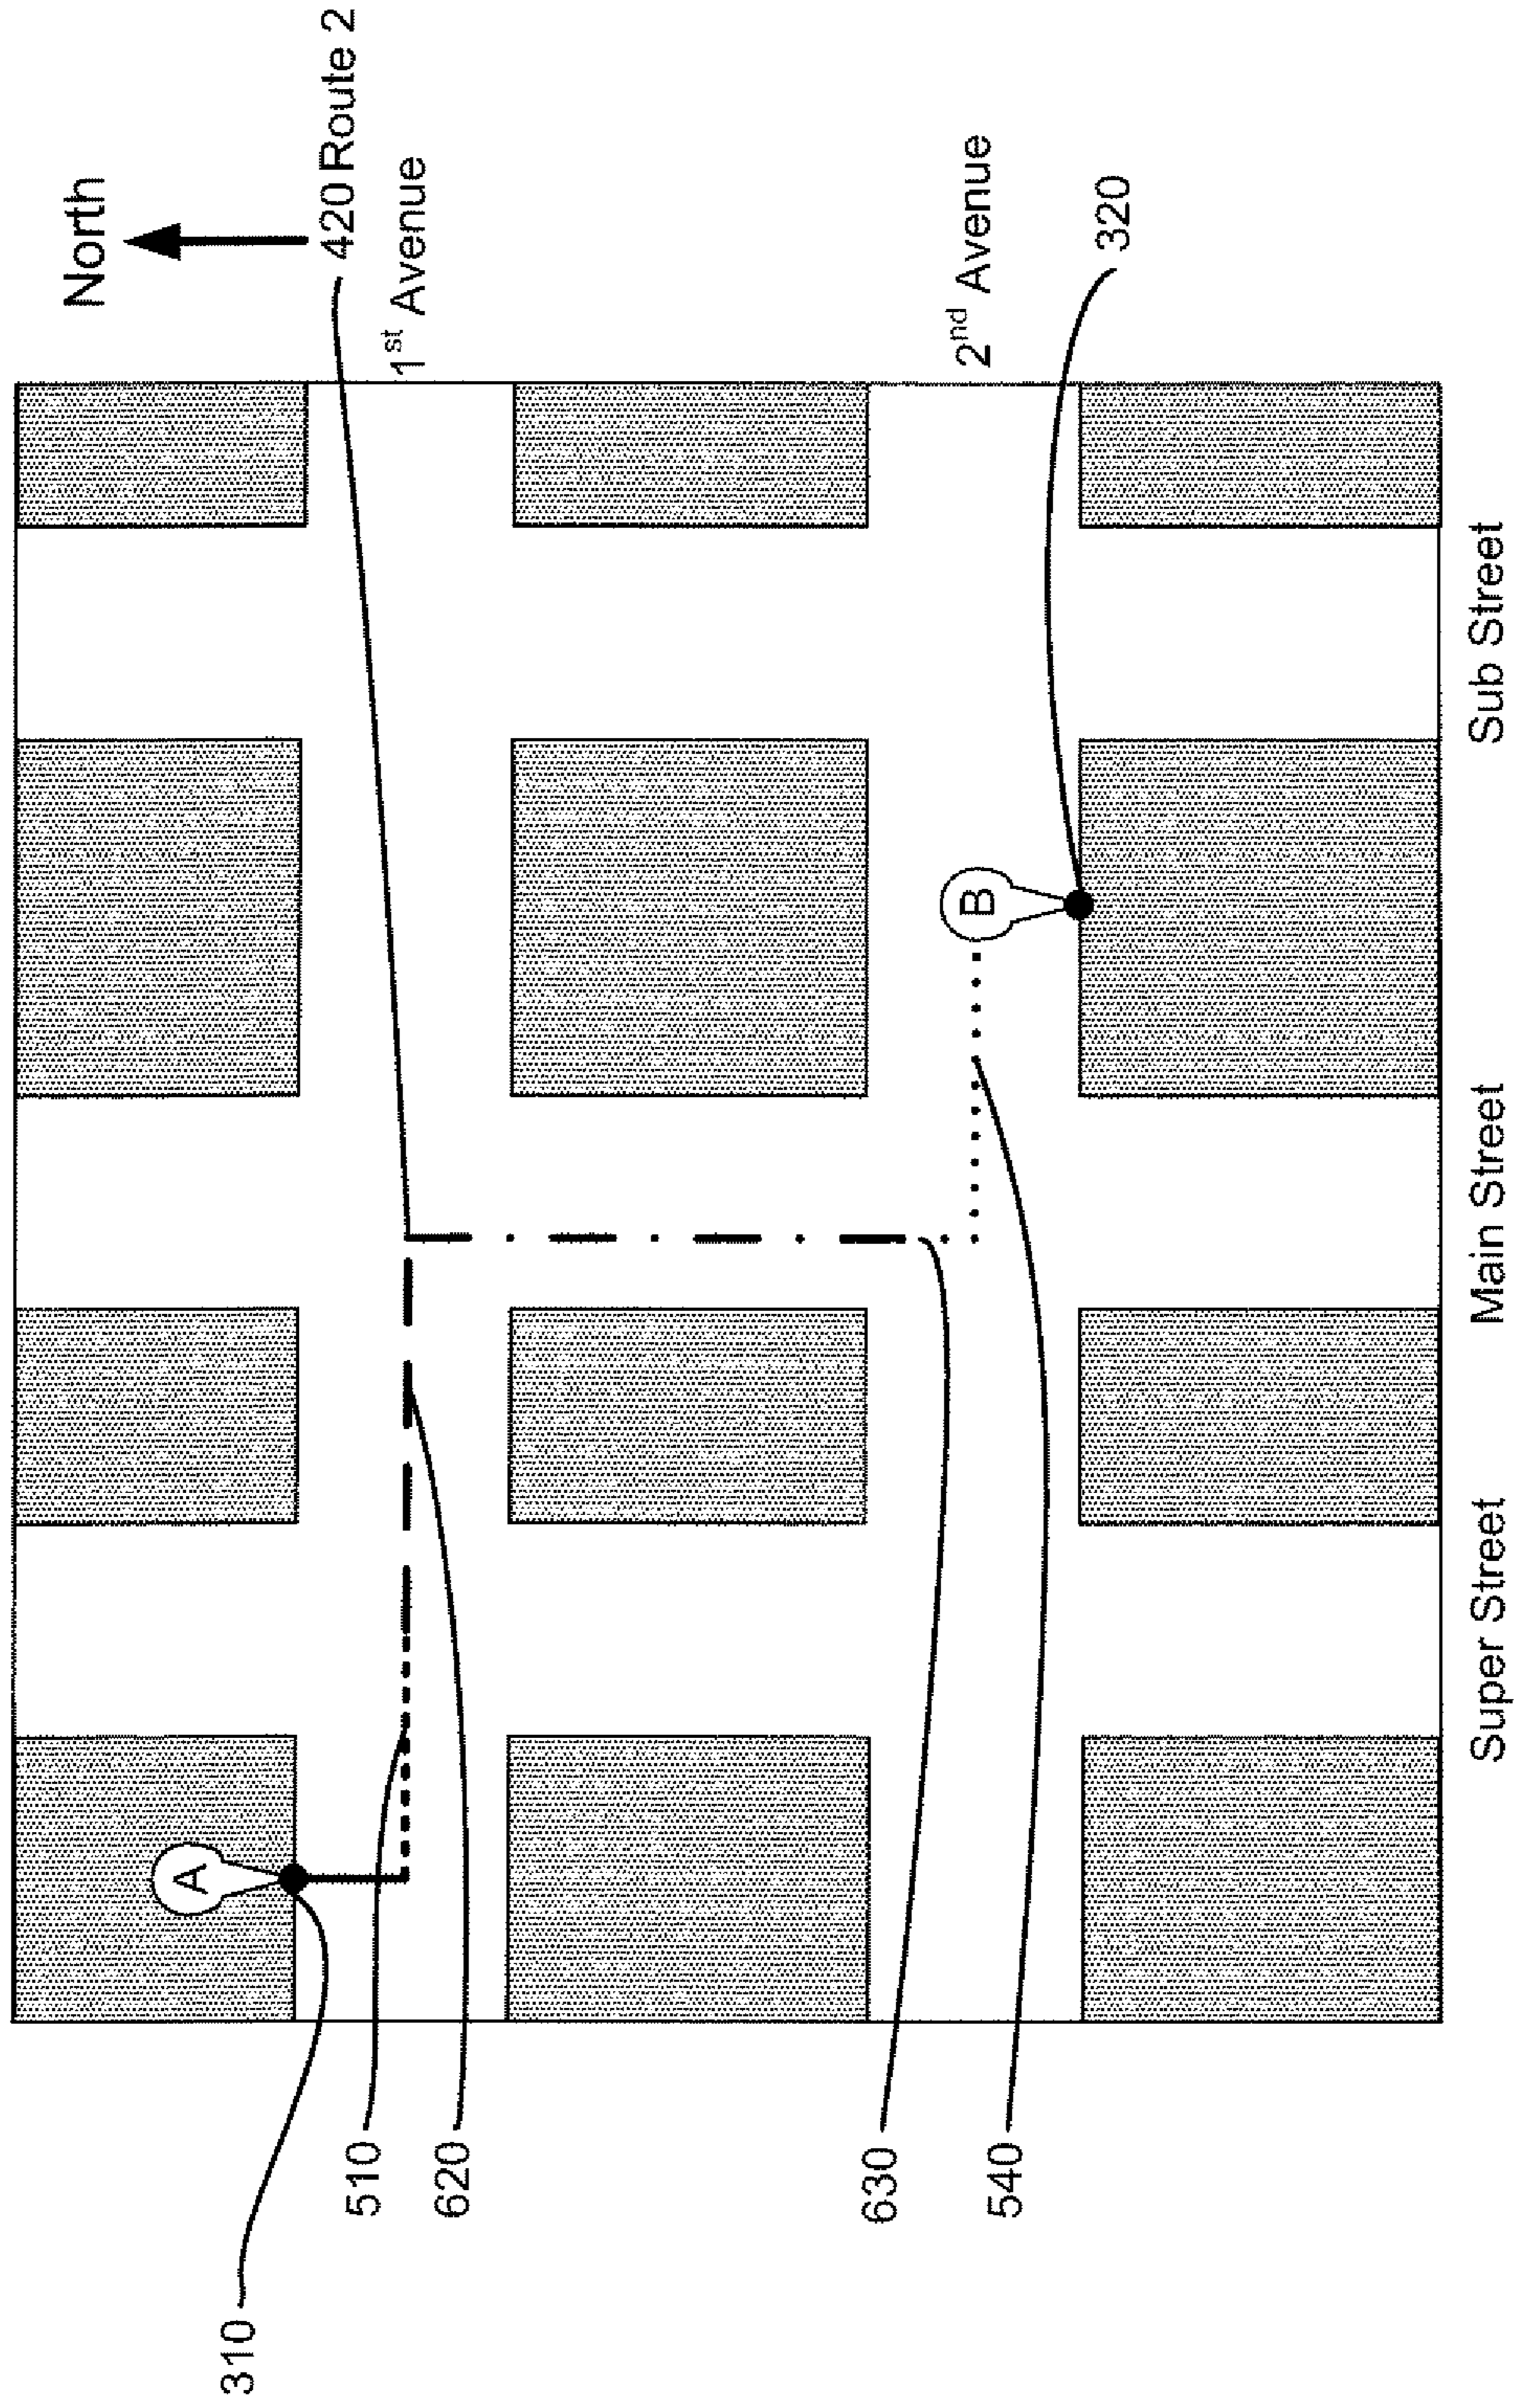 North
A
310
420 Route 2
510
1st Avenue
620
630
B
2nd Avenue
540
320
Super Street
Main Street
Sub Street